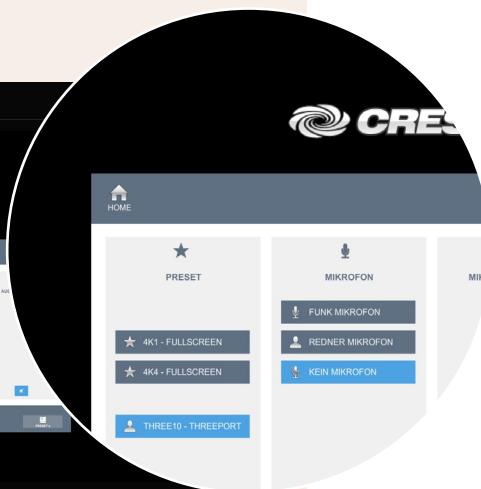 CRES
HOME
PRESET
MIKROFON
MI
FUNK MIKROFON
4K1 - FULLSCREEN
REDNER MIKROFON
4K4 - FULLSCREEN
KEIN MIKROFON
THREE10 - THREEPORT